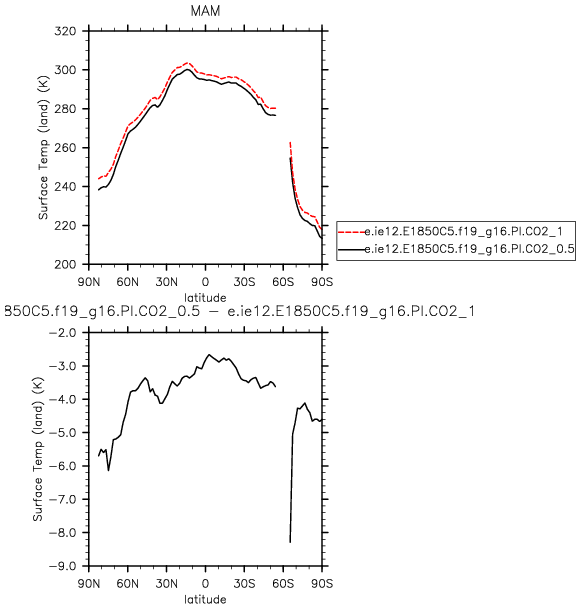 MAM
320
300
280
260
240
220
200
Surface Temp (land) (K)
90N 60N 30N 0 30S 60S 90S
latitude
e.ie12.E1850C5.f19_g16.PI.CO2_1
e.ie12.E1850C5.f19_g16.PI.CO2_0.5
850C5.f19_g16.PI.CO2_0.5 − e.ie12.E1850C5.f19_g16.PI.CO2_1
−2.0
−3.0
−4.0
−5.0
−6.0
−7.0
−8.0
−9.0
Surface Temp (land) (K)
90N 60N 30N 0 30S 60S 90S
latitude